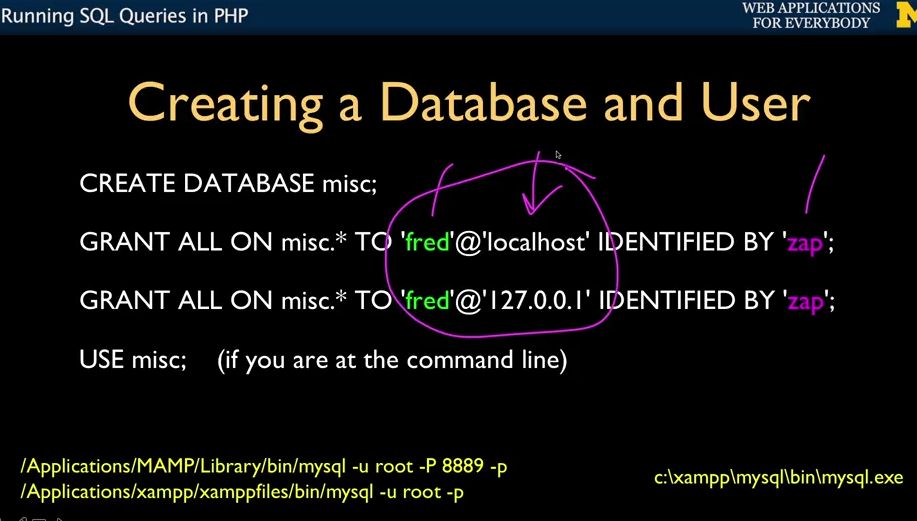 Running SQL Queries in PHP
WEB APPLICATIONS
FOR EVERYBODY
Creating a Database and User
CREATE DATABASE misc;
GRANT ALL ON misc.* TO 'fred'@'localhost' IDENTIFIED BY 'zap';
GRANT ALL ON misc.* TO 'fred'@'127.0.0.1' IDENTIFIED BY 'zap';
USE misc; (if you are at the command line)
/Applications/MAMP/Library/bin/mysql -u root -P 8889 -p
/Applications/xampp/xamppfiles/bin/mysql -u root -p
c:\xampp\mysql\bin\mysql.exe